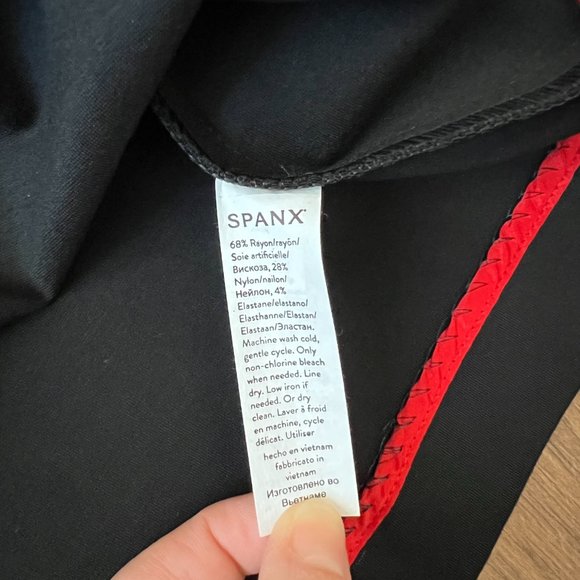 SPANX
68% Rayon/rayón/
Soie artificielle/
Вискоза, 28%
Nylon/nailon/
Нейлон, 4%
Elastane/elastano/
Elasthanne/Elastan/
Elastaan/Эластан.
Machine wash cold,
gentle cycle. Only
non-chlorine bleach
when needed. Line
dry. Low iron if
needed. Or dry
clean. Laver à froid
en machine, cycle
délicat. Utiliser
hecho en vietnam
fabbricato in
vietnam
Изготовлено во
Вьетнаме